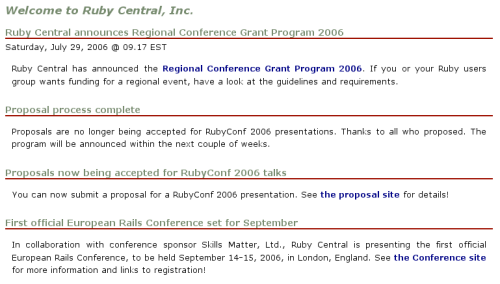 Welcome to Ruby Central, Inc.
Ruby Central announces Regional Conference Grant Program 2006
Saturday, July 29, 2006 @ 09.17 EST
Ruby Central has announced the Regional Conference Grant Program 2006. If you or your Ruby users
group wants funding for a regional event, have a look at the guidelines and requirements.
Proposal process complete
Proposals are no longer being accepted for RubyConf 2006 presentations. Thanks to all who proposed. The
program will be announced within the next couple of weeks.
Proposals now being accepted for RubyConf 2006 talks
You can now submit a proposal for a RubyConf 2006 presentation. See the proposal site for details!
First official European Rails Conference set for September
In collaboration with conference sponsor Skills Matter, Ltd., Ruby Central is presenting the first official
European Rails Conference, to be held September 14–15, 2006, in London, England. See the Conference site
for more information and links to registration!